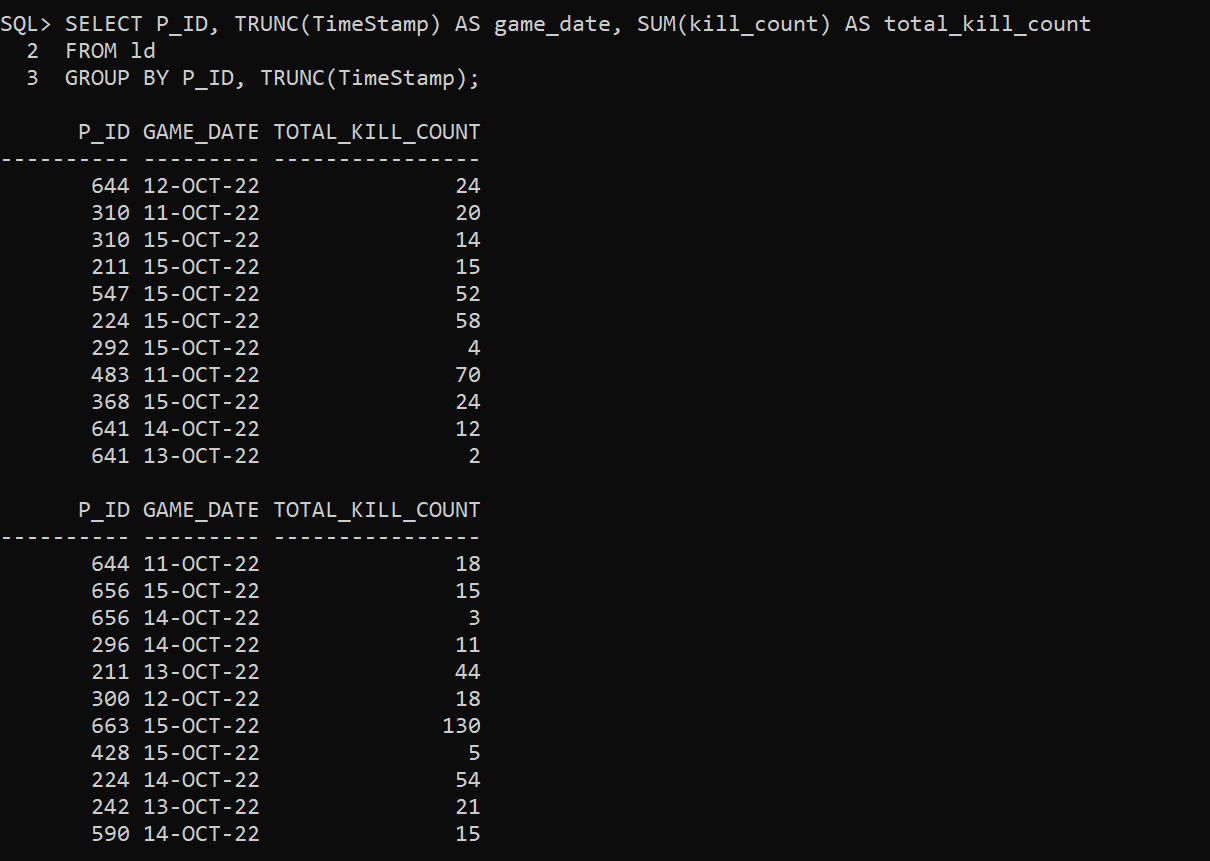 SQL> SELECT P_ID, TRUNC(TimeStamp) AS game_date, SUM(kill_count) AS total_kill_count
  2  FROM ld
  3  GROUP BY P_ID, TRUNC(TimeStamp);

      P_ID GAME_DATE TOTAL_KILL_COUNT
---------- --------- ----------------
       644 12-OCT-22               24
       310 11-OCT-22               20
       310 15-OCT-22               14
       211 15-OCT-22               15
       547 15-OCT-22               52
       224 15-OCT-22               58
       292 15-OCT-22                4
       483 11-OCT-22               70
       368 15-OCT-22               24
       641 14-OCT-22               12
       641 13-OCT-22                2

      P_ID GAME_DATE TOTAL_KILL_COUNT
---------- --------- ----------------
       644 11-OCT-22               18
       656 15-OCT-22               15
       656 14-OCT-22                3
       296 14-OCT-22               11
       211 13-OCT-22               44
       300 12-OCT-22               18
       663 15-OCT-22              130
       428 15-OCT-22                5
       224 14-OCT-22               54
       242 13-OCT-22               21
       590 14-OCT-22               15